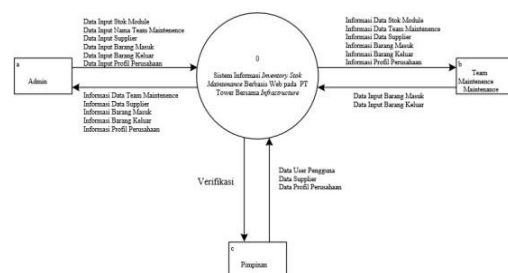 Data Input Stok Module
Data Input Nama Team Maintenence
Data Input Supplier
Data Input Barang Masuk
Data Input Barang Keluar
Data Input Profil Perusahaan
a
Admin
Informasi Data Team Maintenence
Informasi Data Supplier
Informasi Barang Masuk
Informasi Barang Keluar
Informasi Profil Perusahaan
0
Sistem Informasi Inventory Stok
Maintenance Berbasis Web pada PT
Tower Bersama Infrastructure
Informasi Data Stok Module
Informasi Data Team Maintenence
Informasi Data Supplier
Informasi Barang Masuk
Informasi Barang Keluar
Informasi Profil Perusahaan
b
Team
Maintenance
Maintenance
Data Input Barang Masuk
Data Input Barang Keluar
Verifikasi
Data User Pengguna
Data Supplier
Data Profil Perusahaan
c
Pimpinan